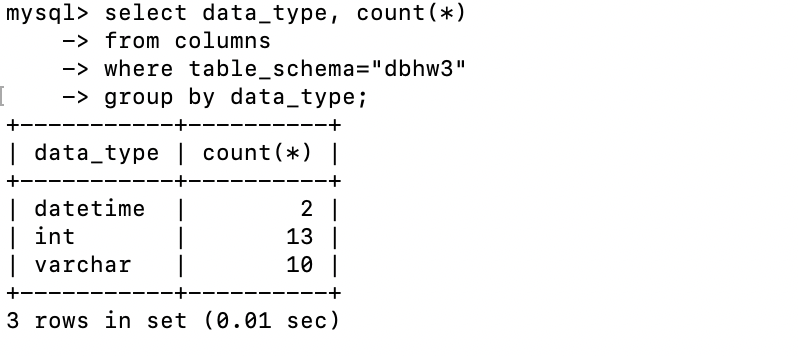 mysql> select data_type, count(*)
    -> from columns
    -> where table_schema="dbhw3"
    -> group by data_type;
+-----------+----------+
| data_type | count(*) |
+-----------+----------+
| datetime  |        2 |
| int       |       13 |
| varchar   |       10 |
+-----------+----------+
3 rows in set (0.01 sec)